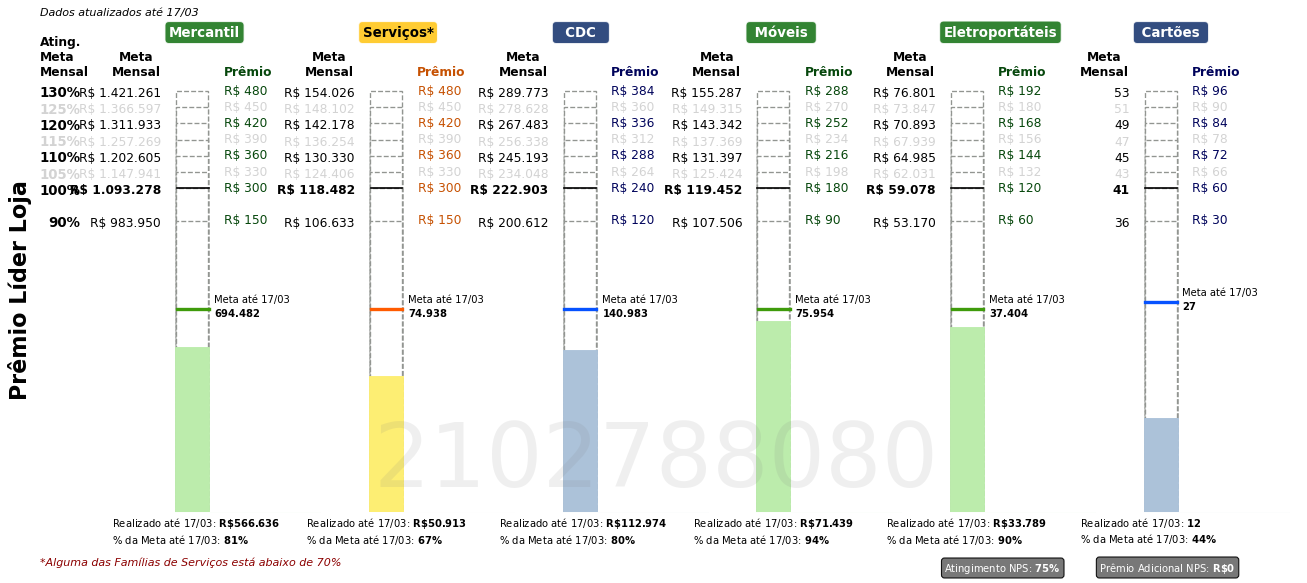 Dados atualizados até 17/03
Mercantil Serviços* CDC Móveis Eletroportáteis Cartões
Ating.
Meta Meta Meta Meta Meta Meta Meta
Mensal Mensal Prêmio Mensal Prêmio Mensal Prêmio Mensal Prêmio Mensal Prêmio Mensal Prêmio
130% R$ 1.421.261 R$ 480 R$ 154.026 R$ 480 R$ 289.773 R$ 384 R$ 155.287 R$ 288 R$ 76.801 R$ 192 53 R$ 96
125% R$ 1.366.597 R$ 450 R$ 148.102 R$ 450 R$ 278.628 R$ 360 R$ 149.315 R$ 270 R$ 73.847 R$ 180 51 R$ 90
120% R$ 1.311.933 R$ 420 R$ 142.178 R$ 420 R$ 267.483 R$ 336 R$ 143.342 R$ 252 R$ 70.893 R$ 168 49 R$ 84
115% R$ 1.257.269 R$ 390 R$ 136.254 R$ 390 R$ 256.338 R$ 312 R$ 137.369 R$ 234 R$ 67.939 R$ 156 47 R$ 78
110% R$ 1.202.605 R$ 360 R$ 130.330 R$ 360 R$ 245.193 R$ 288 R$ 131.397 R$ 216 R$ 64.985 R$ 144 45 R$ 72
105% R$ 1.147.941 R$ 330 R$ 124.406 R$ 330 R$ 234.048 R$ 264 R$ 125.424 R$ 198 R$ 62.031 R$ 132 43 R$ 66
100% R$ 1.093.278 R$ 300 R$ 118.482 R$ 300 R$ 222.903 R$ 240 R$ 119.452 R$ 180 R$ 59.078 R$ 120 41 R$ 60
90% R$ 983.950 R$ 150 R$ 106.633 R$ 150 R$ 200.612 R$ 120 R$ 107.506 R$ 90 R$ 53.170 R$ 60 36 R$ 30
Prêmio Líder Loja
Meta até 17/03 Meta até 17/03 Meta até 17/03 Meta até 17/03 Meta até 17/03 Meta até 17/03
694.482 74.938 140.983 75.954 37.404 27
2102788080
Realizado até 17/03: R$566.636 Realizado até 17/03: R$50.913 Realizado até 17/03: R$112.974 Realizado até 17/03: R$71.439 Realizado até 17/03: R$33.789 Realizado até 17/03: 12
% da Meta até 17/03: 81% % da Meta até 17/03: 67% % da Meta até 17/03: 80% % da Meta até 17/03: 94% % da Meta até 17/03: 90% % da Meta até 17/03: 44%
*Alguma das Famílias de Serviços está abaixo de 70% Atingimento NPS: 75% Prêmio Adicional NPS: R$0